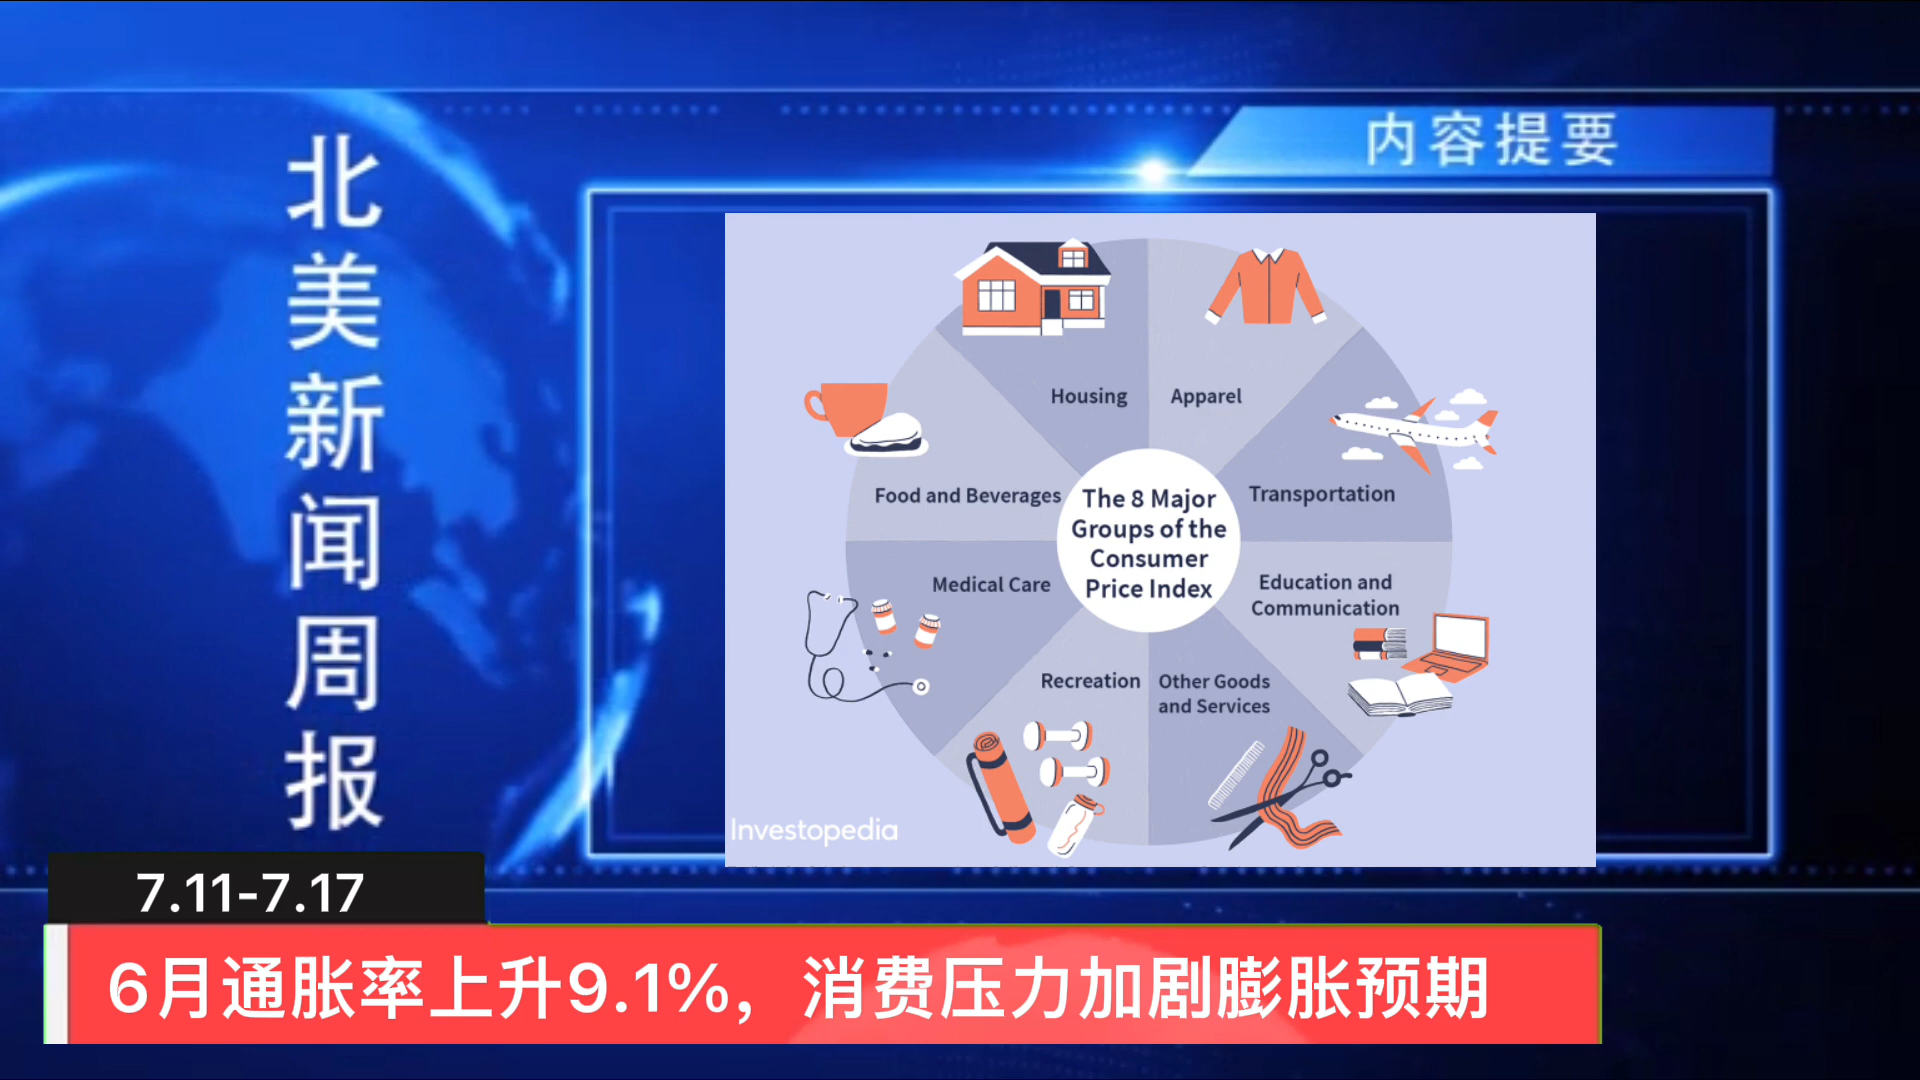 北美新闻周报
内容提要
Housing
Apparel
Food and Beverages
Transportation
The 8 Major
Groups of the
Consumer
Price Index
Medical Care
Education and
Communication
Recreation
Other Goods
and Services
Investopedia
7.11-7.17
6月通胀率上升9.1%，消费压力加剧膨胀预期